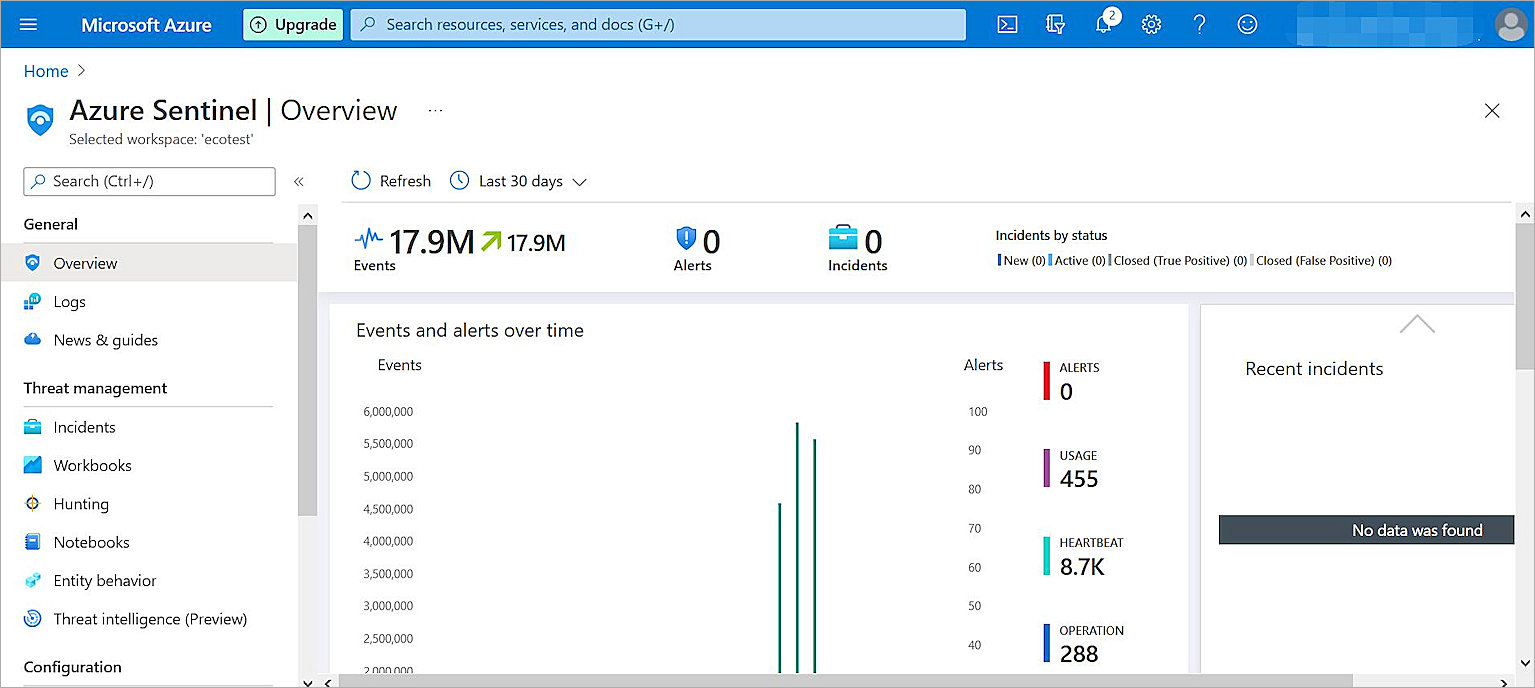 Microsoft Azure
Upgrade
Search resources, services, and docs (G+/)
2
Home
Azure Sentinel | Overview
...
Selected workspace: 'ecotest'
Search (Ctrl+/)
«
Refresh
Last 30 days
General
Overview
Logs
News & guides
Threat management
Incidents
Workbooks
Hunting
Notebooks
Entity behavior
Threat intelligence (Preview)
Configuration
17.9M 17.9M
Events
0
Alerts
0
Incidents
Incidents by status
New (0) Active (0) Closed (True Positive) (0) Closed (False Positive) (0)
Events and alerts over time
Events
Alerts
6,000,000
5,500,000
5,000,000
4,500,000
4,000,000
3,500,000
3,000,000
2,500,000
2,000,000
100
90
80
70
60
50
40
ALERTS
0
USAGE
455
HEARTBEAT
8.7K
OPERATION
288
Recent incidents
No data was found